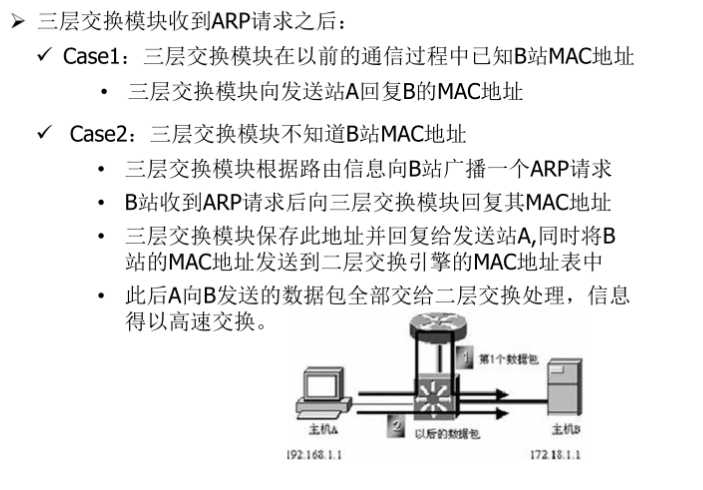 ➢ 三层交换模块收到ARP请求之后：
✓ Case1：三层交换模块在以前的通信过程中已知B站MAC地址
• 三层交换模块向发送站A回复B的MAC地址
✓ Case2：三层交换模块不知道B站MAC地址
• 三层交换模块根据路由信息向B站广播一个ARP请求
• B站收到ARP请求后向三层交换模块回复其MAC地址
• 三层交换模块保存此地址并回复给发送站A,同时将B
站的MAC地址发送到二层交换引擎的MAC地址表中
• 此后A向B发送的数据包全部交给二层交换处理，信息
得以高速交换。
1 第1个数据包
主机A
2 以后的数据包
主机B
192.168.1.1
172.18.1.1